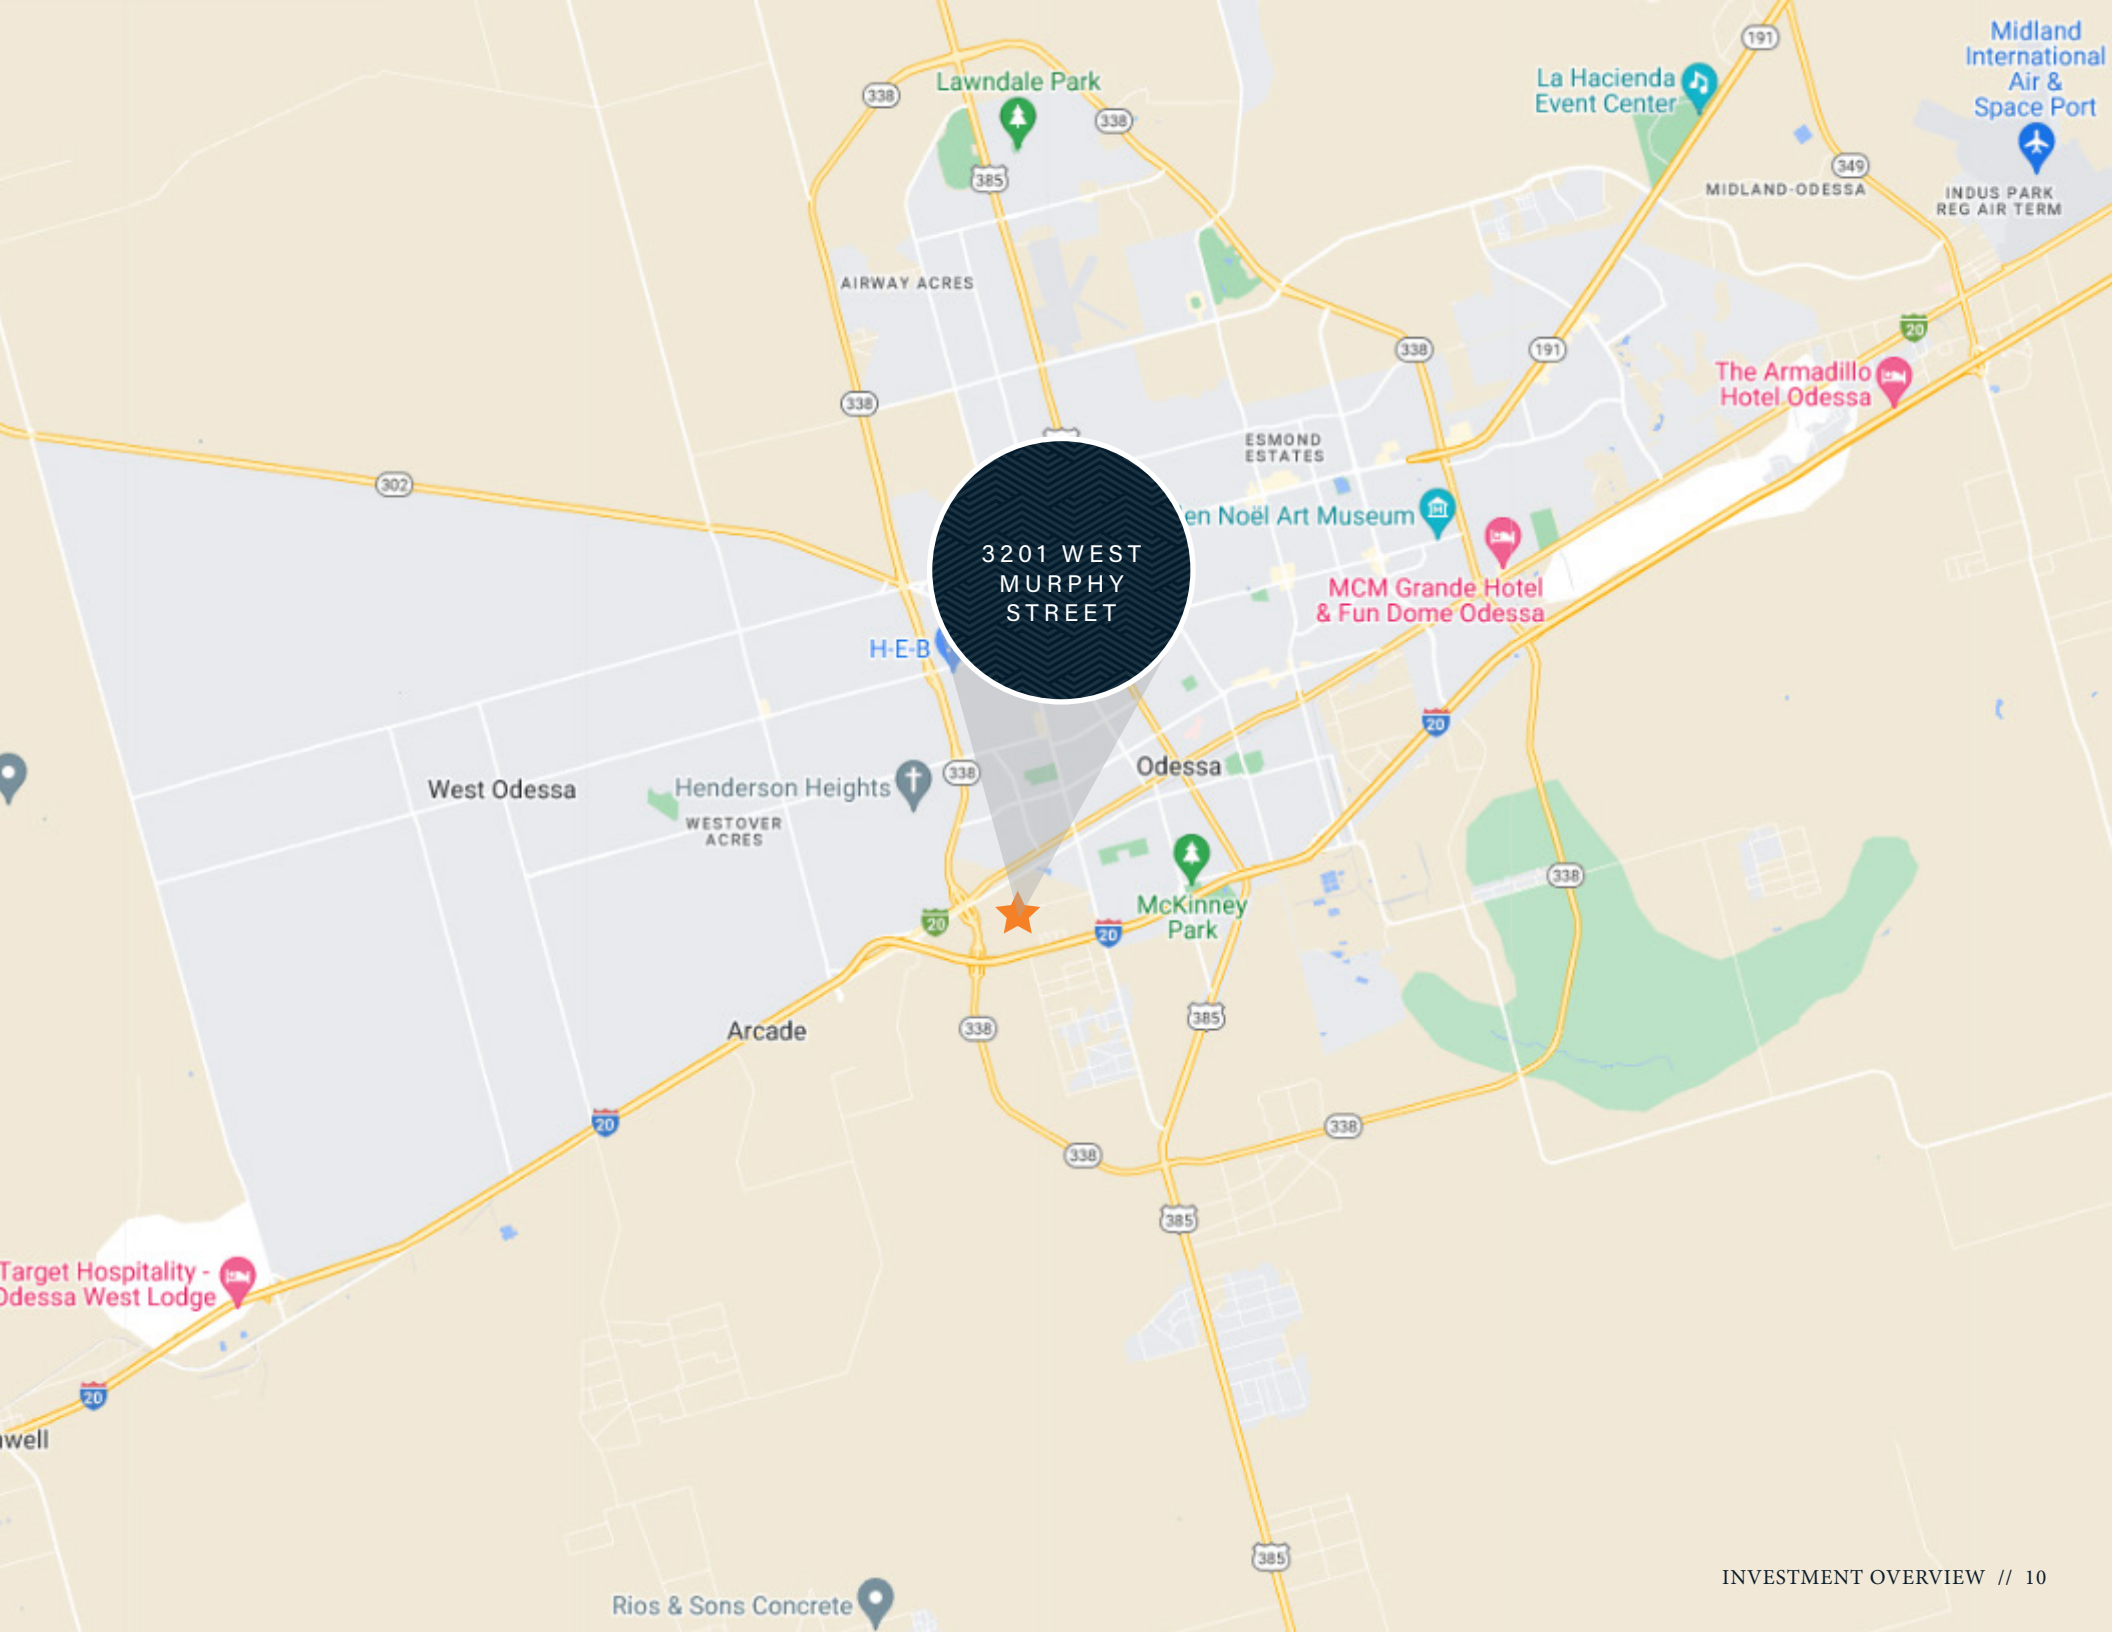 191
Midland
International
Air &
Space Port
La Hacienda
Event Center
Lawndale Park
338
338
385
349
MIDLAND-ODESSA
INDUS PARK
REG AIR TERM
AIRWAY ACRES
20
338
191
The Armadillo
Hotel Odessa
338
ESMOND
ESTATES
302
Noël Art Museum
3201 WEST
MURPHY
STREET
MCM Grande Hotel
& Fun Dome Odessa
H-E-B
20
Odessa
338
West Odessa
Henderson Heights
WESTOVER
ACRES
338
McKinney
Park
20
20
385
338
Arcade
20
338
338
385
Target Hospitality -
Odessa West Lodge
20
385
INVESTMENT OVERVIEW // 10
Rios & Sons Concrete